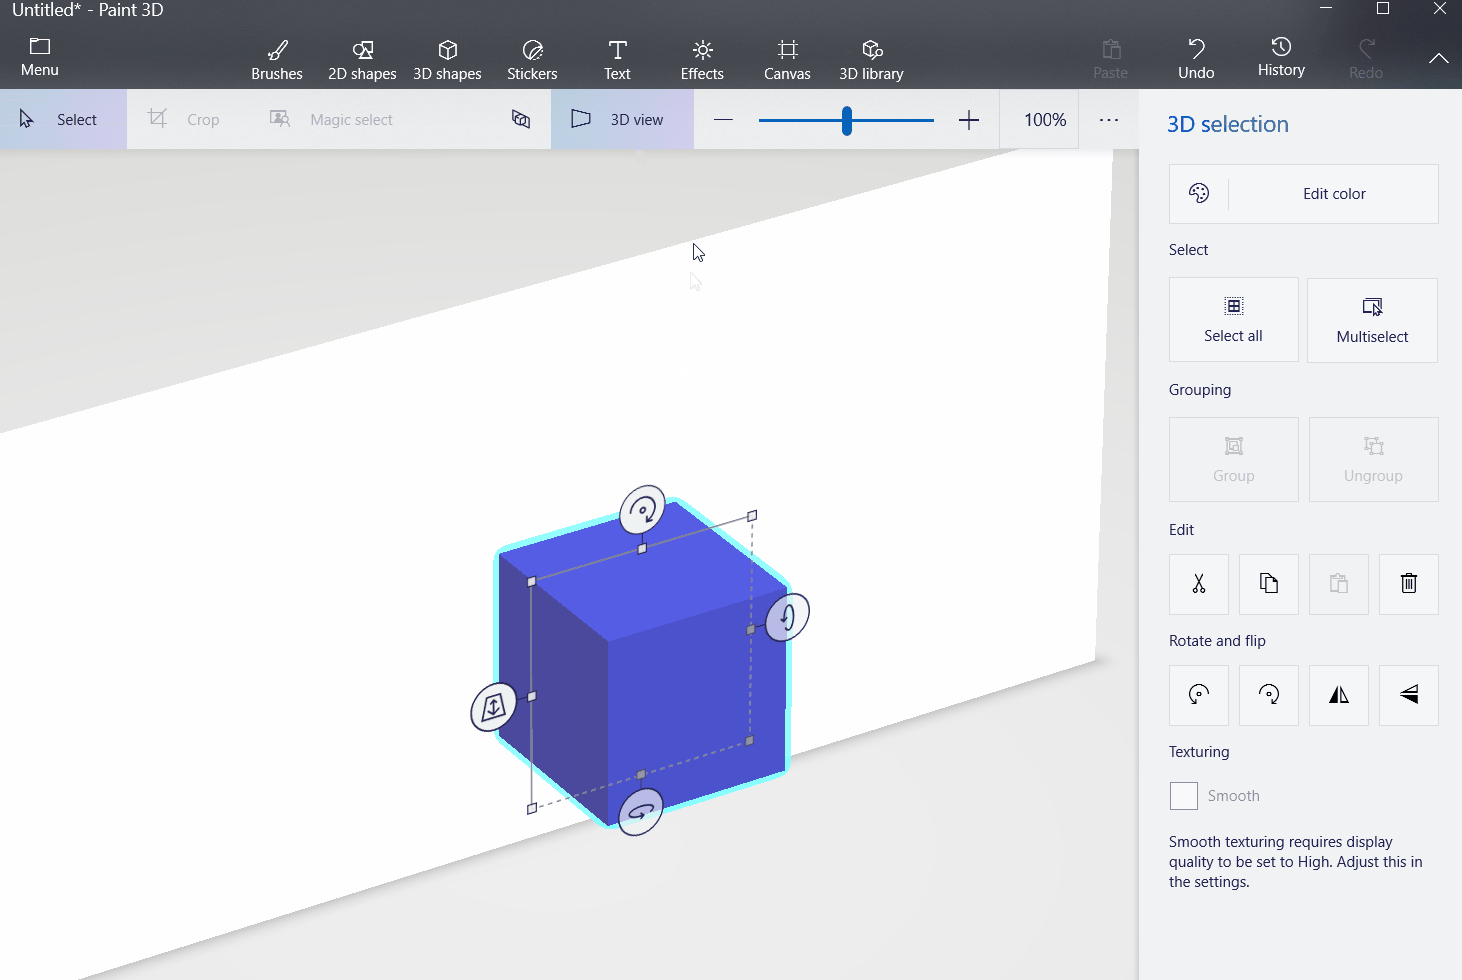 Untitled* - Paint 3D
Menu
Brushes
2D shapes
3D shapes
Stickers
Text
Effects
Canvas
3D library
Paste
Undo
History
Redo
Select
Crop
Magic select
3D view
100%
3D selection
Edit color
Select
Select all
Multiselect
Grouping
Group
Ungroup
Edit
Rotate and flip
Texturing
Smooth
Smooth texturing requires display
quality to be set to High. Adjust this in
the settings.